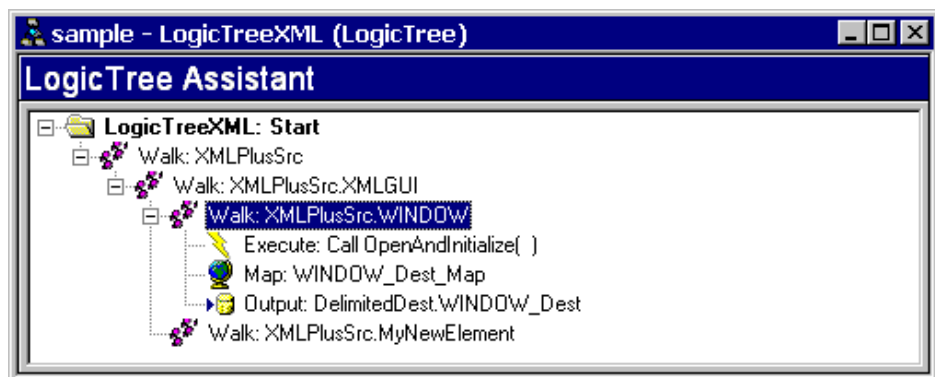 sample - LogicTreeXML (LogicTree)
LogicTree Assistant
LogicTreeXML: Start
Walk: XMLPlusSrc
Walk: XMLPlusSrc.XMLGUI
Walk: XMLPlusSrc.WINDOW
Execute: Call OpenAndInitialize( )
Map: WINDOW_Dest_Map
Output: DelimitedDest.WINDOW_Dest
Walk: XMLPlusSrc.MyNewElement